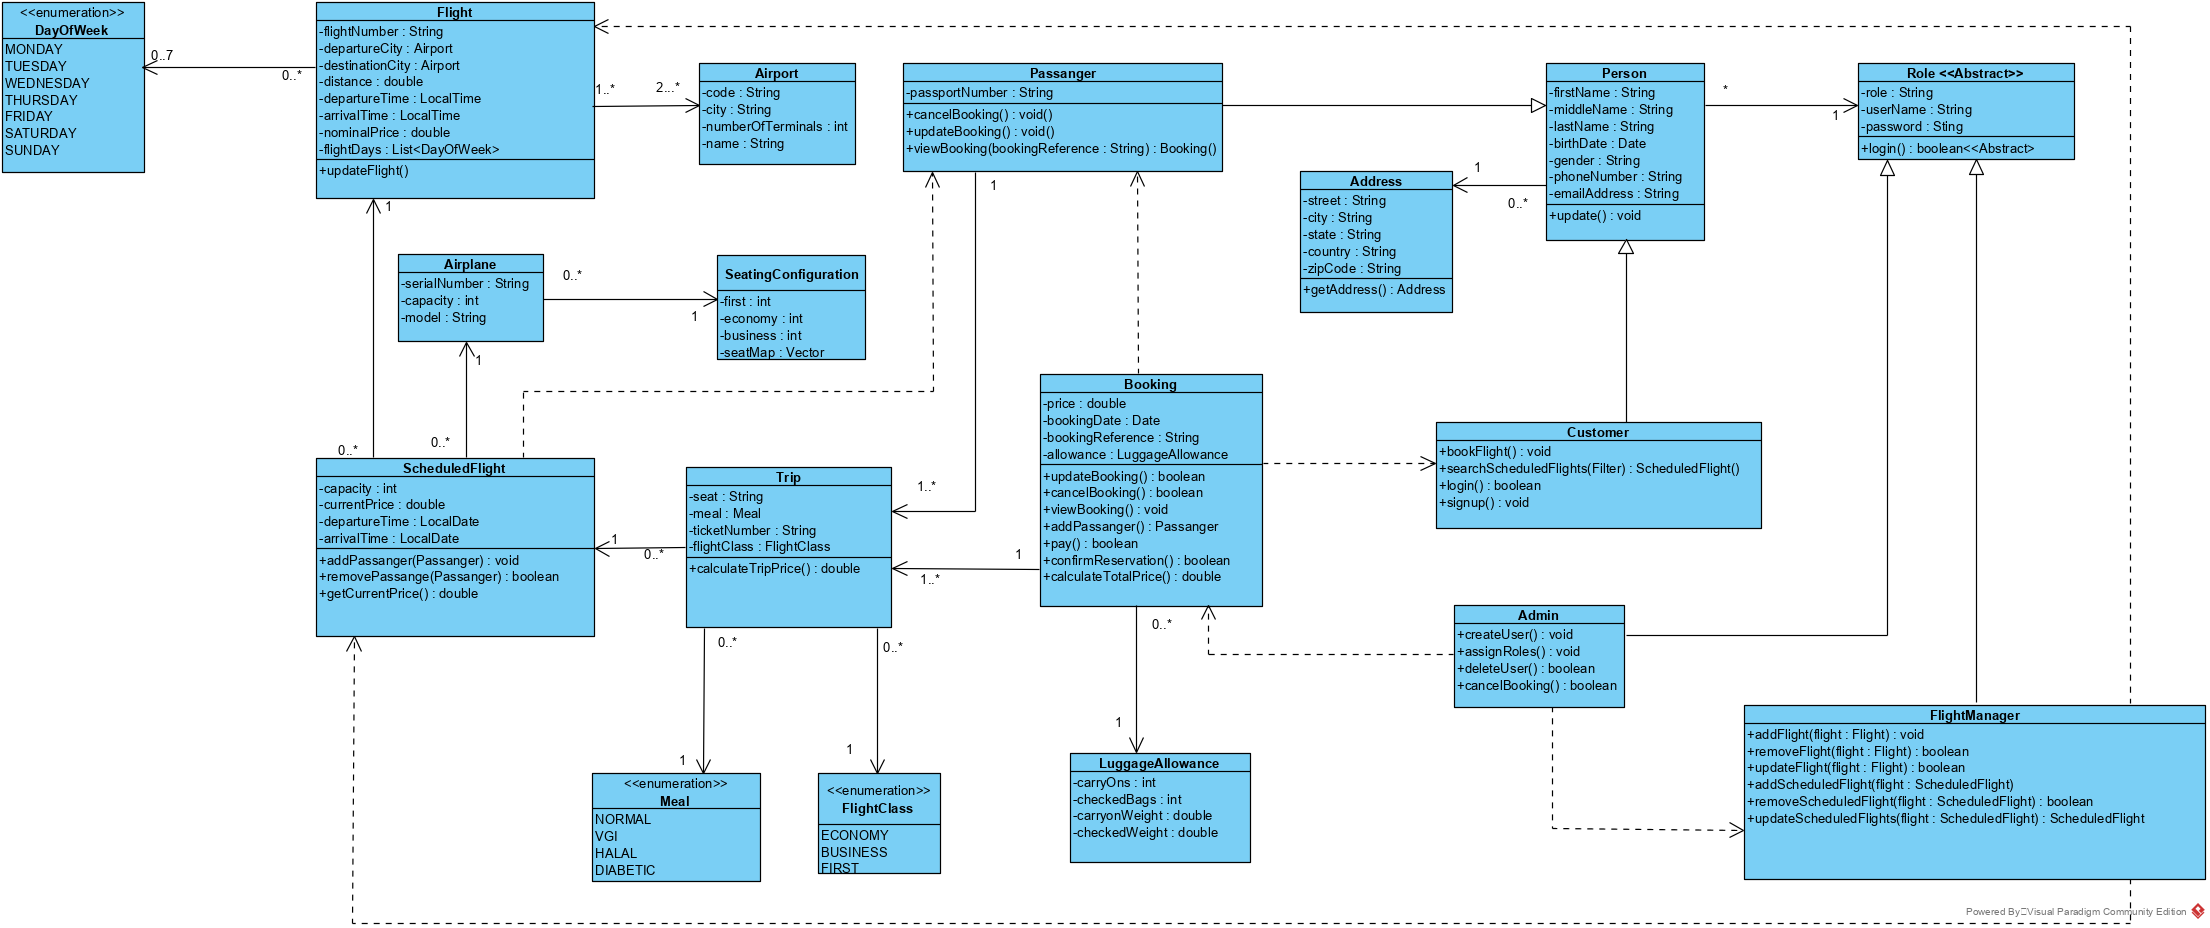 <<enumeration>>
DayOfWeek
MONDAY
TUESDAY
WEDNESDAY
THURSDAY
FRIDAY
SATURDAY
SUNDAY
0..7
0..*
Flight
-flightNumber : String
-departureCity : Airport
-destinationCity : Airport
-distance : double
-departureTime : LocalTime
-arrivalTime : LocalTime
-nominalPrice : double
-flightDays : List<DayOfWeek>
+updateFlight()
1..*
2...*
Airport
-code : String
-city : String
-numberOfTerminals : int
-name : String
Passanger
-passportNumber : String
+cancelBooking() : void()
+updateBooking() : void()
+viewBooking(bookingReference : String) : Booking()
Person
-firstName : String
-middleName : String
-lastName : String
-birthDate : Date
-gender : String
-phoneNumber : String
-emailAddress : String
+update() : void
*
1
Role <<Abstract>>
-role : String
-userName : String
-password : Sting
+login() : boolean<<Abstract>
Address
-street : String
-city : String
-state : String
-country : String
-zipCode : String
+getAddress() : Address
1
0..*
1
1
Airplane
-serialNumber : String
-capacity : int
-model : String
0..*
1
SeatingConfiguration
-first : int
-economy : int
-business : int
-seatMap : Vector
1
0..*
0..*
ScheduledFlight
-capacity : int
-currentPrice : double
-departureTime : LocalDate
-arrivalTime : LocalDate
+addPassanger(Passanger) : void
+removePassange(Passanger) : boolean
+getCurrentPrice() : double
1
0..*
Trip
-seat : String
-meal : Meal
-ticketNumber : String
-flightClass : FlightClass
+calculateTripPrice() : double
1..*
1
1..*
Booking
-price : double
-bookingDate : Date
-bookingReference : String
-allowance : LuggageAllowance
+updateBooking() : boolean
+cancelBooking() : boolean
+viewBooking() : void
+addPassanger() : Passanger
+pay() : boolean
+confirmReservation() : boolean
+calculateTotalPrice() : double
Customer
+bookFlight() : void
+searchScheduledFlights(Filter) : ScheduledFlight()
+login() : boolean
+signup() : void
0..*
0..*
0..*
1
1
1
Admin
+createUser() : void
+assignRoles() : void
+deleteUser() : boolean
+cancelBooking() : boolean
<<enumeration>>
Meal
NORMAL
VGI
HALAL
DIABETIC
<<enumeration>>
FlightClass
ECONOMY
BUSINESS
FIRST
LuggageAllowance
-carryOns : int
-checkedBags : int
-carryonWeight : double
-checkedWeight : double
FlightManager
+addFlight(flight : Flight) : void
+removeFlight(flight : Flight) : boolean
+updateFlight(flight : Flight) : boolean
+addScheduledFlight(flight : ScheduledFlight)
+removeScheduledFlight(flight : ScheduledFlight) : boolean
+updateScheduledFlights(flight : ScheduledFlight) : ScheduledFlight
Powered By Visual Paradigm Community Edition